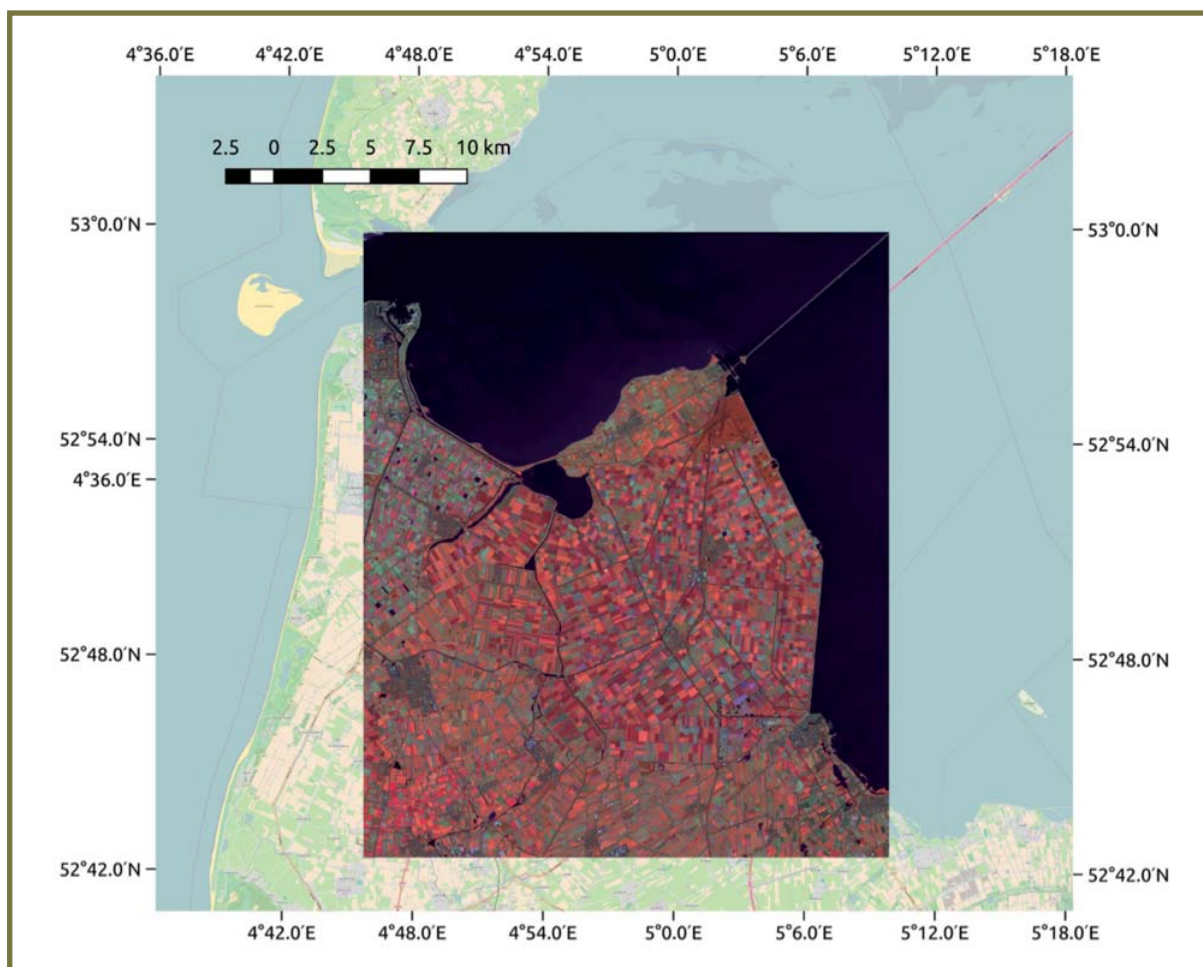 4°36.0′E 4°42.0′E 4°48.0′E 4°54.0′E 5°0.0′E 5°6.0′E 5°12.0′E 5°18.0′E
2.5 0 2.5 5 7.5 10 km
53°0.0′N 53°0.0′N
52°54.0′N 52°54.0′N
4°36.0′E
52°48.0′N 52°48.0′N
52°42.0′N 52°42.0′N
4°42.0′E 4°48.0′E 4°54.0′E 5°0.0′E 5°6.0′E 5°12.0′E 5°18.0′E